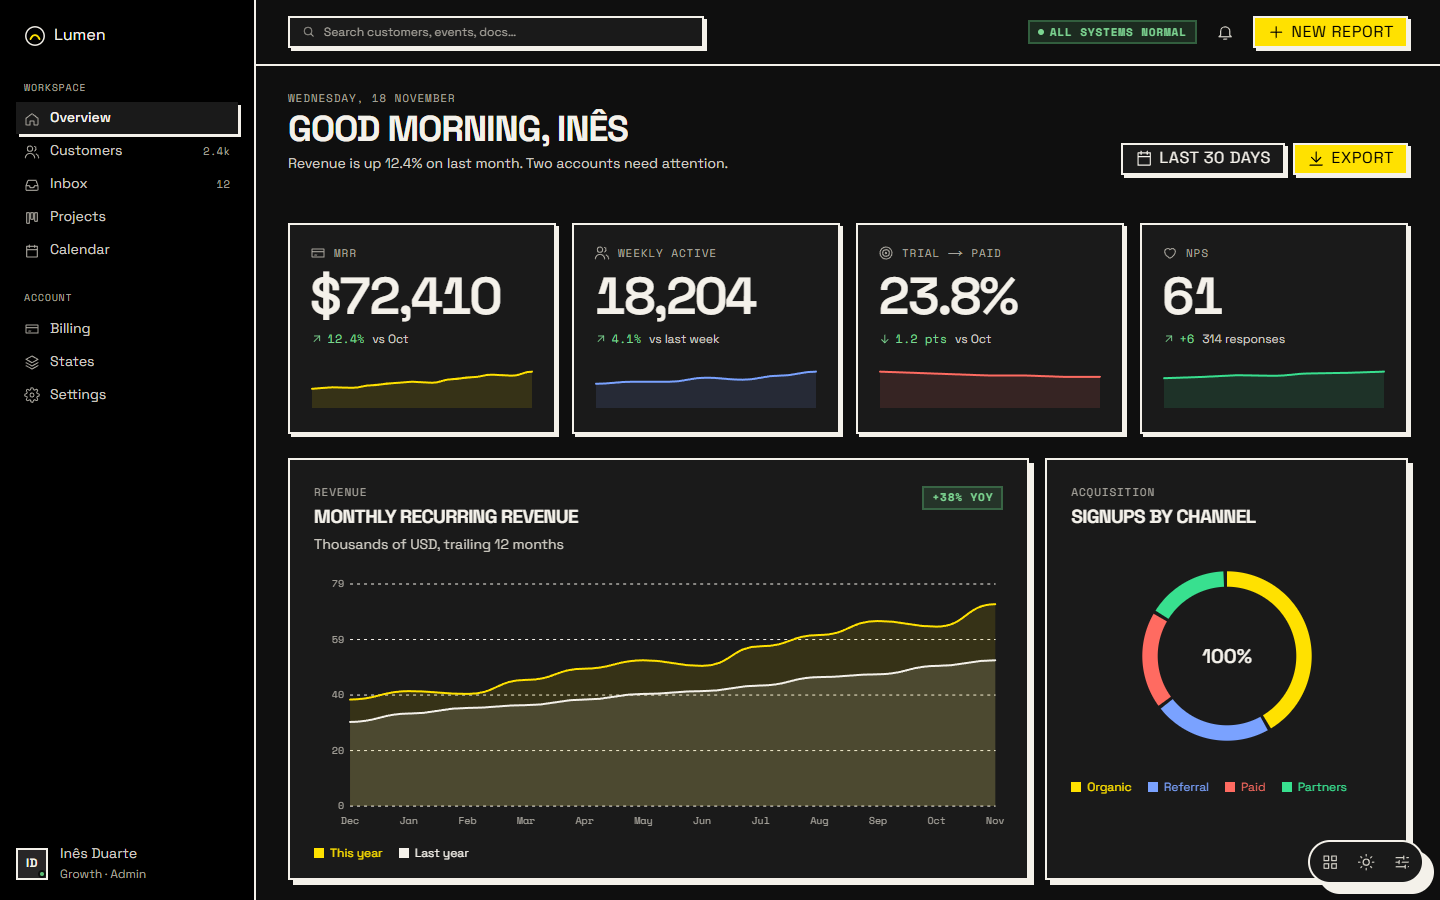 Lumen
WORKSPACE
Overview
Customers 2.4k
Inbox 12
Projects
Calendar
ACCOUNT
Billing
States
Settings
ID
Inês Duarte
Growth · Admin
Search customers, events, docs...
ALL SYSTEMS NORMAL
NEW REPORT
WEDNESDAY, 18 NOVEMBER
GOOD MORNING, INÊS
Revenue is up 12.4% on last month. Two accounts need attention.
LAST 30 DAYS
EXPORT
MRR
$72,410
↗ 12.4% vs Oct
WEEKLY ACTIVE
18,204
↗ 4.1% vs last week
TRIAL → PAID
23.8%
↓ 1.2 pts vs Oct
NPS
61
↗ +6 314 responses
REVENUE
MONTHLY RECURRING REVENUE
Thousands of USD, trailing 12 months
+38% YOY
79
59
40
20
0
Dec Jan Feb Mar Apr May Jun Jul Aug Sep Oct Nov
This year Last year
ACQUISITION
SIGNUPS BY CHANNEL
100%
Organic Referral Paid Partners